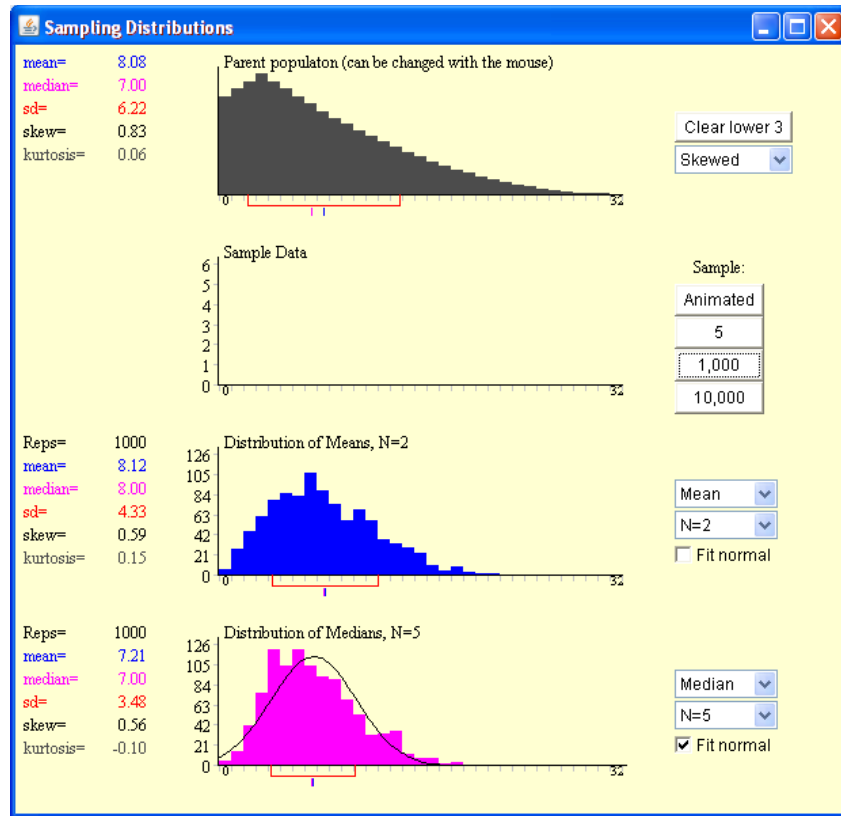 Sampling Distributions
mean= 8.08
median= 7.00
sd= 6.22
skew= 0.83
kurtosis= 0.06
Parent populaton (can be changed with the mouse)
0 32
Clear lower 3
Skewed
Sample Data
6
5
4
3
2
1
0
0 32
Sample:
Animated
5
1,000
10,000
Reps= 1000
mean= 8.12
median= 8.00
sd= 4.33
skew= 0.59
kurtosis= 0.15
Distribution of Means, N=2
126
105
84
63
42
21
0
0 32
Mean
N=2
Fit normal
Reps= 1000
mean= 7.21
median= 7.00
sd= 3.48
skew= 0.56
kurtosis= -0.10
Distribution of Medians, N=5
126
105
84
63
42
21
0
0 32
Median
N=5
Fit normal